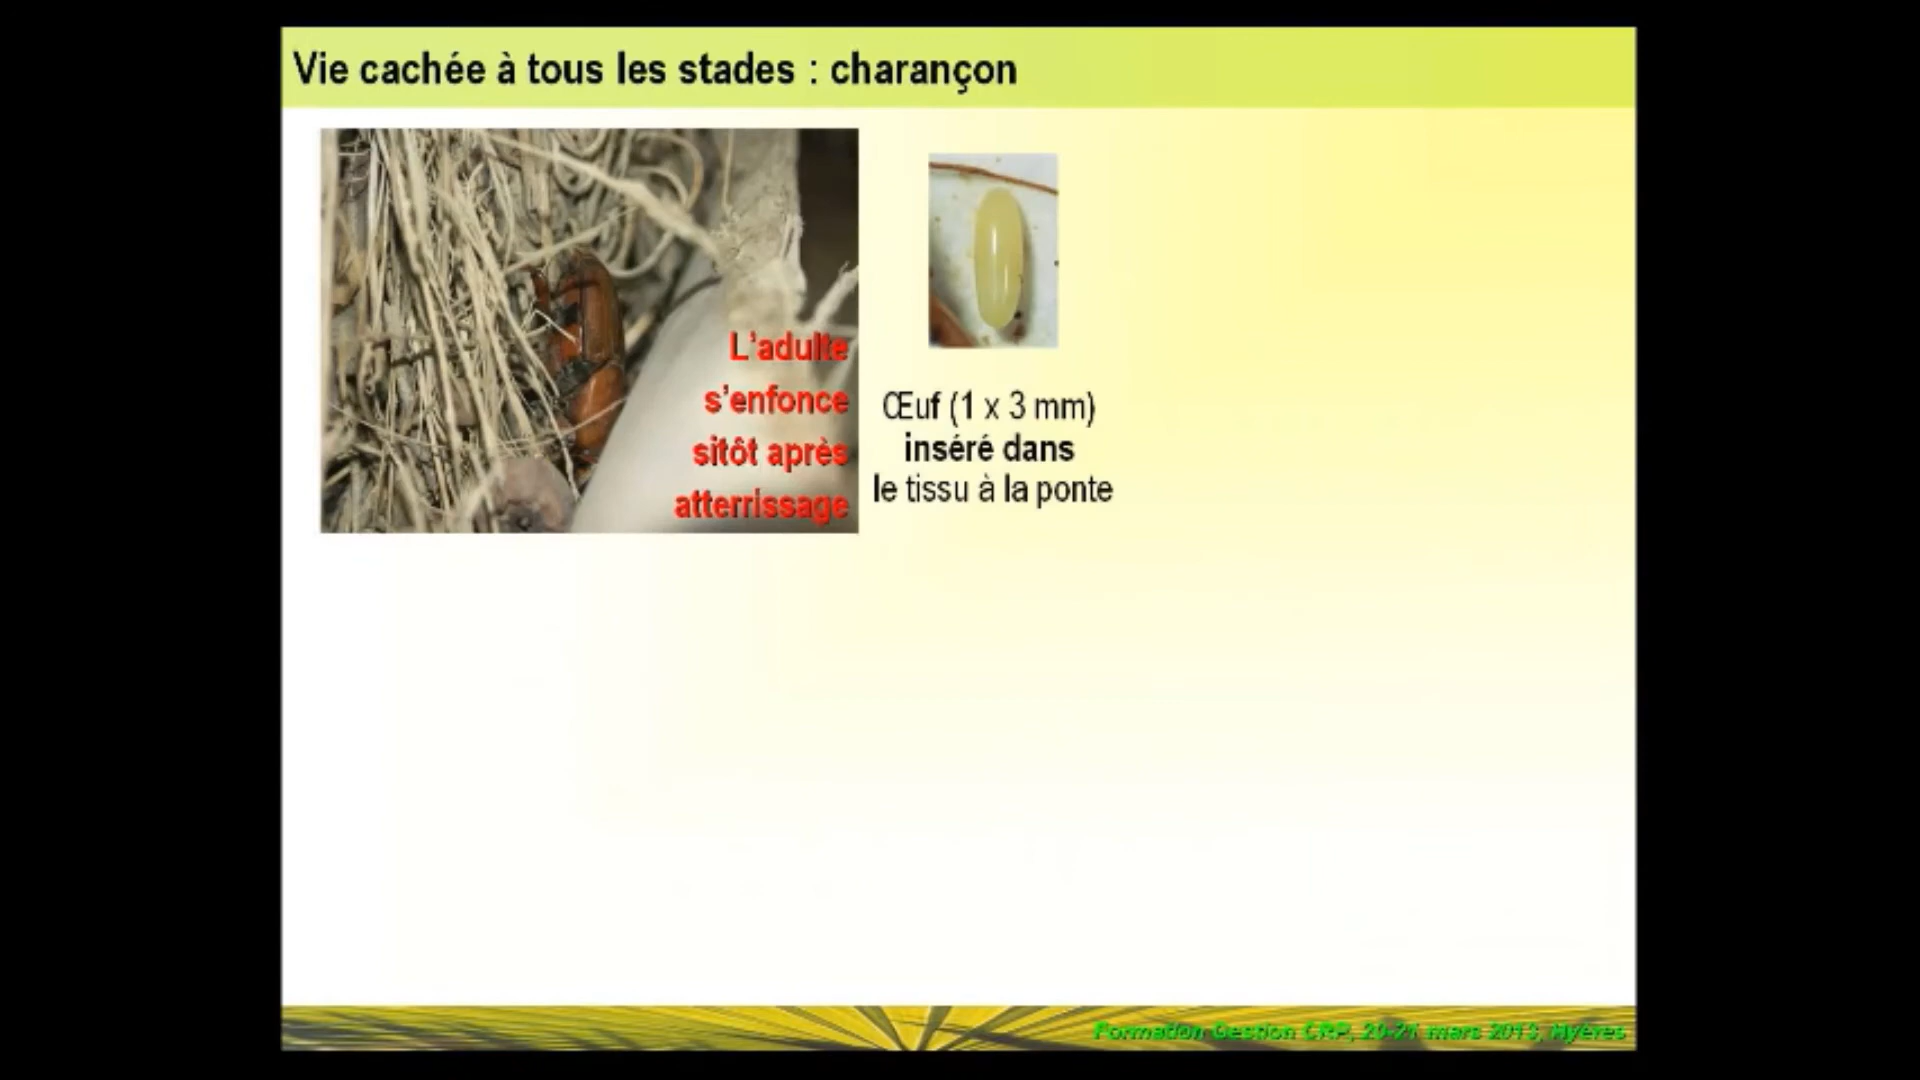 Vie cachée à tous les stades : charançon
L'adulte
s'enfonce
sitôt après
atterrissage
Œuf (1 x 3 mm)
inséré dans
le tissu à la ponte
Formation Gestion CRP, 20-21 mars 2013, Hyères